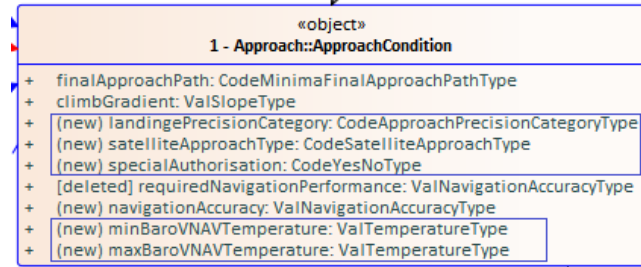 «object»
1 - Approach::ApproachCondition
+ finalApproachPath: CodeMinimaFinalApproachPathType
+ climbGradient: ValSlopeType
+ (new) landingePrecisionCategory: CodeApproachPrecisionCategoryType
+ (new) satelliteApproachType: CodeSatelliteApproachType
+ (new) specialAuthorisation: CodeYesNoType
+ [deleted] requiredNavigationPerformance: ValNavigationAccuracyType
+ (new) navigationAccuracy: ValNavigationAccuracyType
+ (new) minBaroVNAVTemperature: ValTemperatureType
+ (new) maxBaroVNAVTemperature: ValTemperatureType